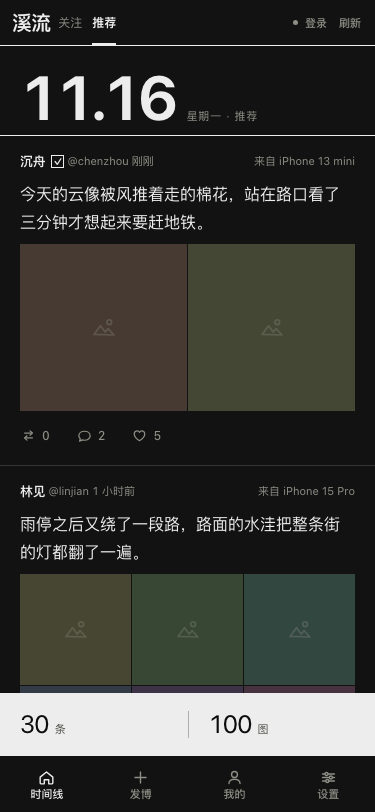 溪流 关注 推荐 登录 刷新
11.16 星期一 · 推荐
沉舟 @chenzhou 刚刚 来自 iPhone 13 mini
今天的云像被风推着走的棉花，站在路口看了
三分钟才想起来要赶地铁。
0 2 5
林见 @linjian 1 小时前 来自 iPhone 15 Pro
雨停之后又绕了一段路，路面的水洼把整条街
的灯都翻了一遍。
30 条 100 图
时间线 发博 我的 设置